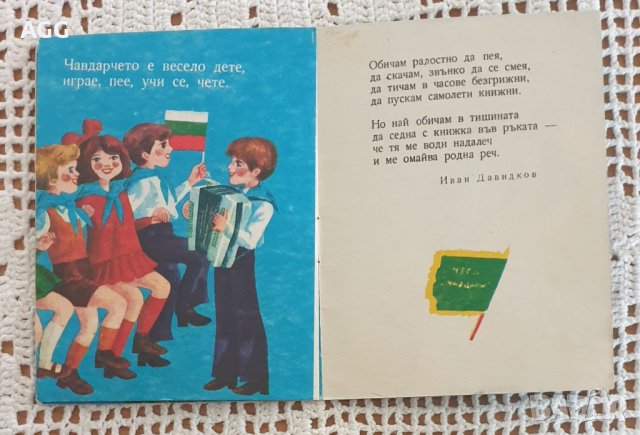 AGG
Чавдарчето е весело дете,
играе, пее, учи се, чете.
Обичам радостно да пея,
да скачам, звънко да се смея,
да тичам в часове безгрижни,
да пускам самолети книжни.
Но най обичам в тишината
да седна с книжка във ръката —
че тя ме води надалеч
и ме омайва родна реч.
Иван Давидков
ЧЕТА